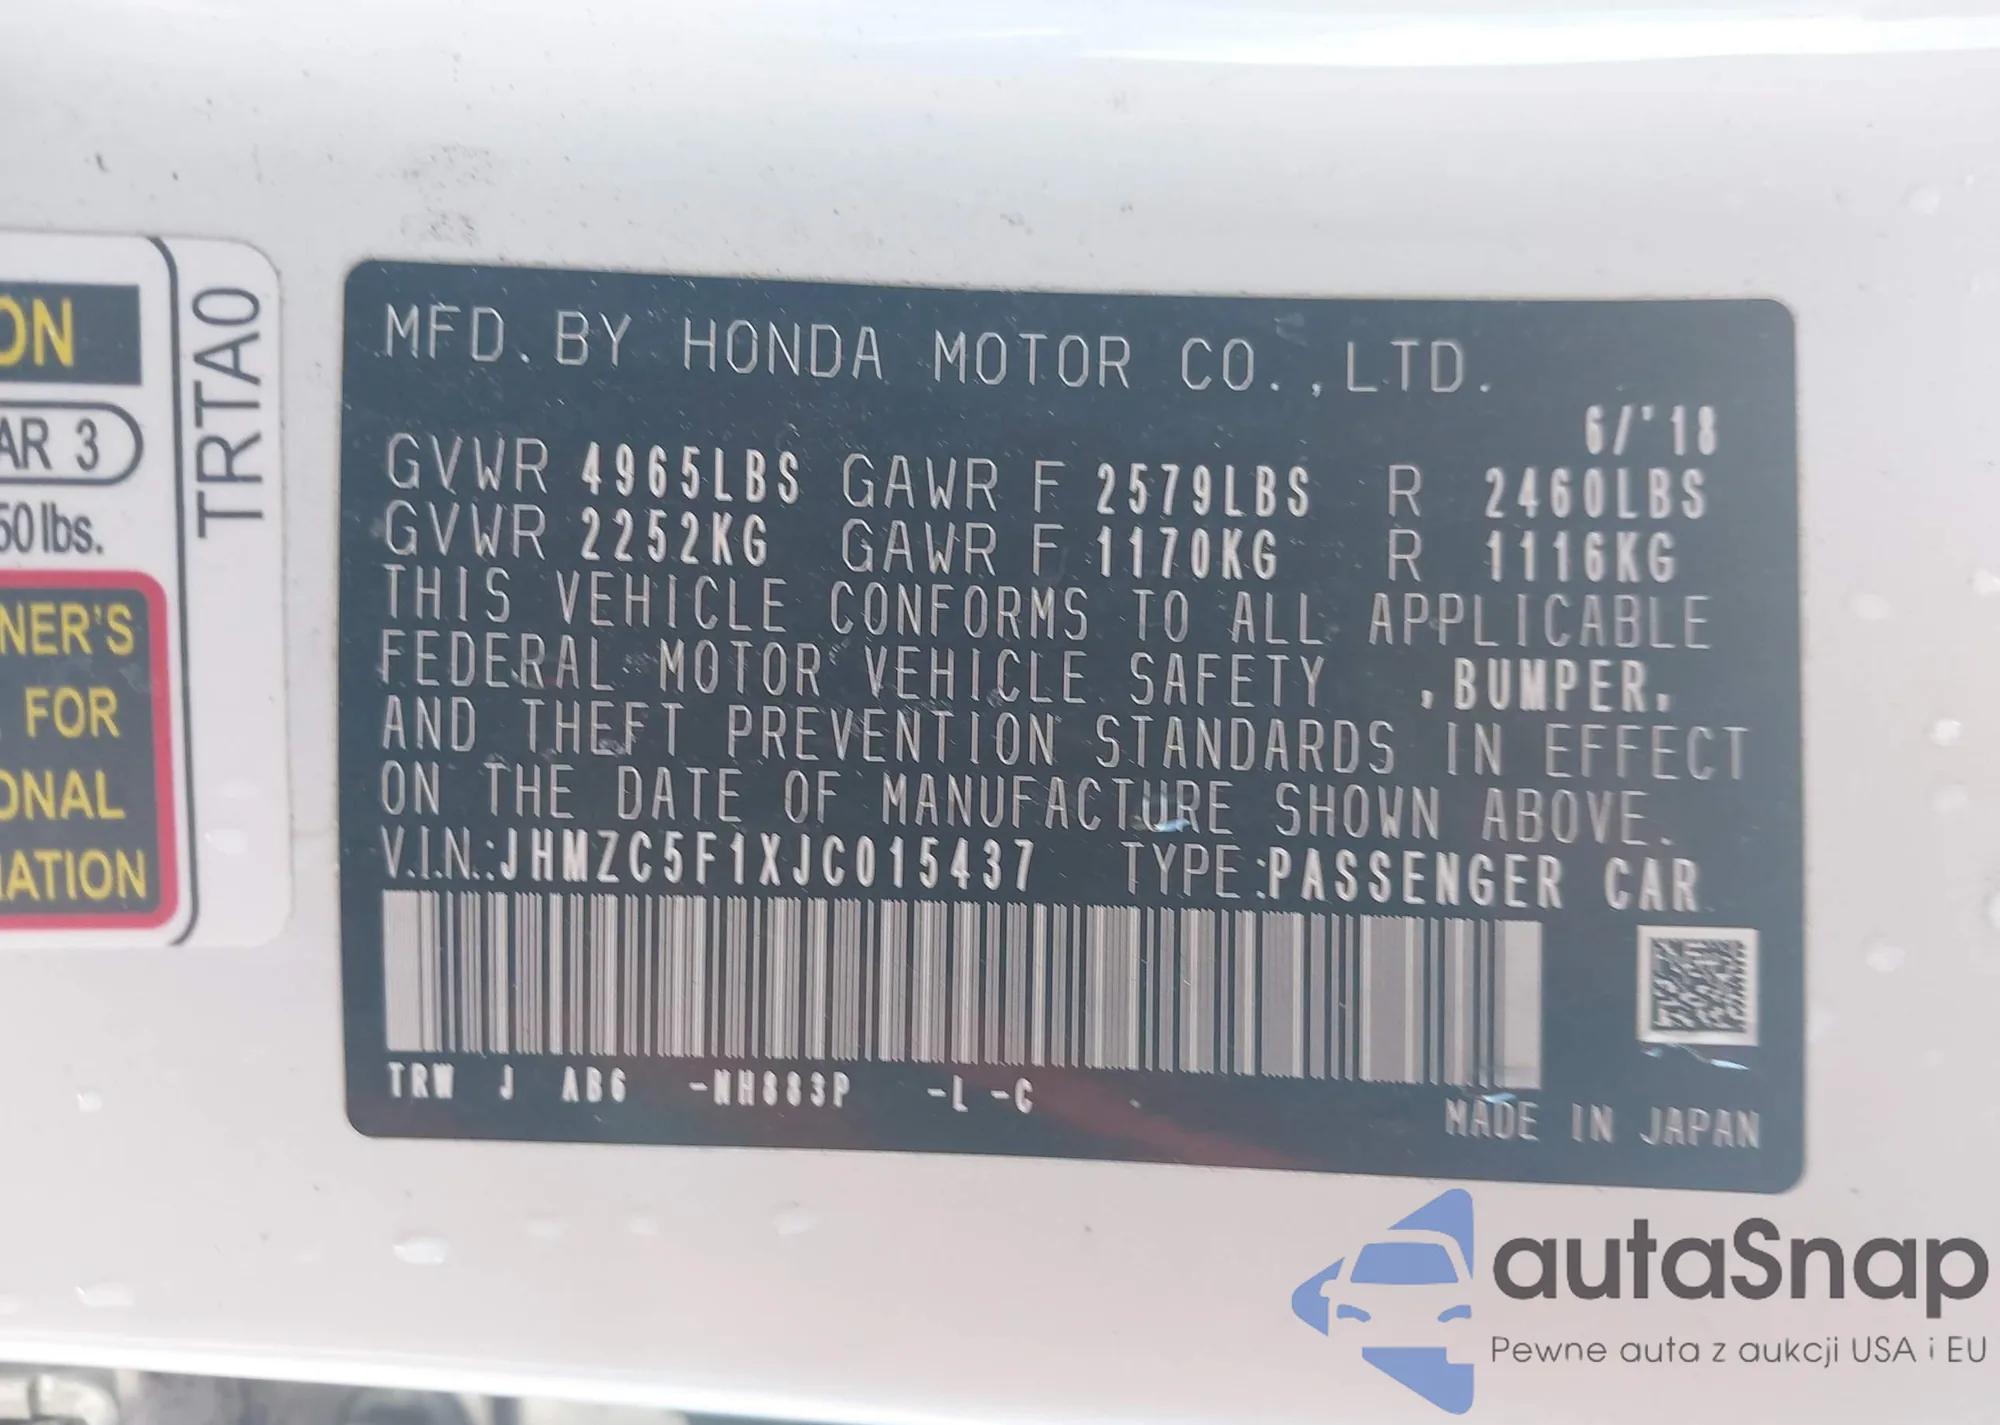 ON
AR 3
50 lbs.
NER'S
FOR
ONAL
MATION
TRTA0
MFD. BY HONDA MOTOR CO., LTD.
6/'18
GVWR 4965LBS GAWR F 2579LBS R 2460LBS
GVWR 2252KG GAWR F 1170KG R 1116KG
THIS VEHICLE CONFORMS TO ALL APPLICABLE
FEDERAL MOTOR VEHICLE SAFETY ,BUMPER,
AND THEFT PREVENTION STANDARDS IN EFFECT
ON THE DATE OF MANUFACTURE SHOWN ABOVE.
V.I.N.:JHMZC5F1XJC015437 TYPE:PASSENGER CAR
TRW J AB6 -NH883P -L -C
MADE IN JAPAN
autaSnap
Pewne auta z aukcji USA i EU